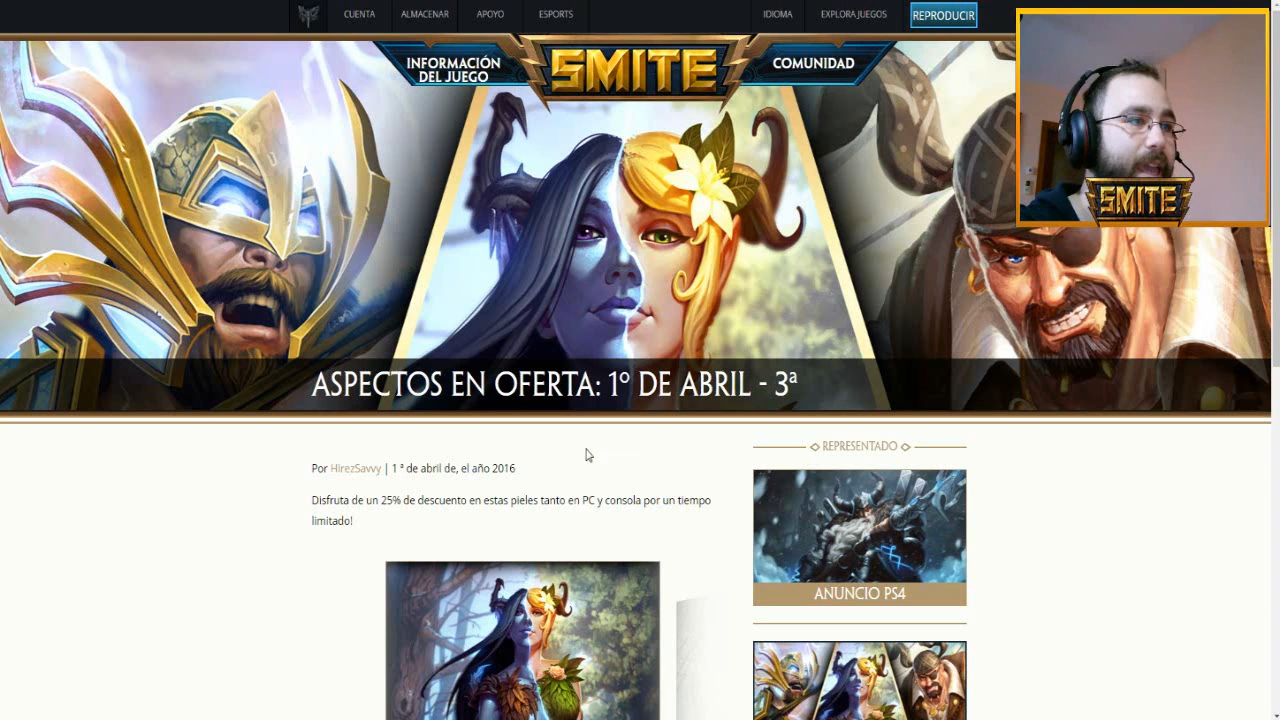 CUENTA
ALMACENAR
APOYO
ESPORTS
IDIOMA
EXPLORA JUEGOS
REPRODUCIR
INFORMACIÓN
DEL JUEGO
SMITE
COMUNIDAD
SMITE
ASPECTOS EN OFERTA: 1º DE ABRIL - 3ª
REPRESENTADO
Por HirezSavvy | 1 ª de abril de, el año 2016
Disfruta de un 25% de descuento en estas pieles tanto en PC y consola por un tiempo
limitado!
ANUNCIO PS4